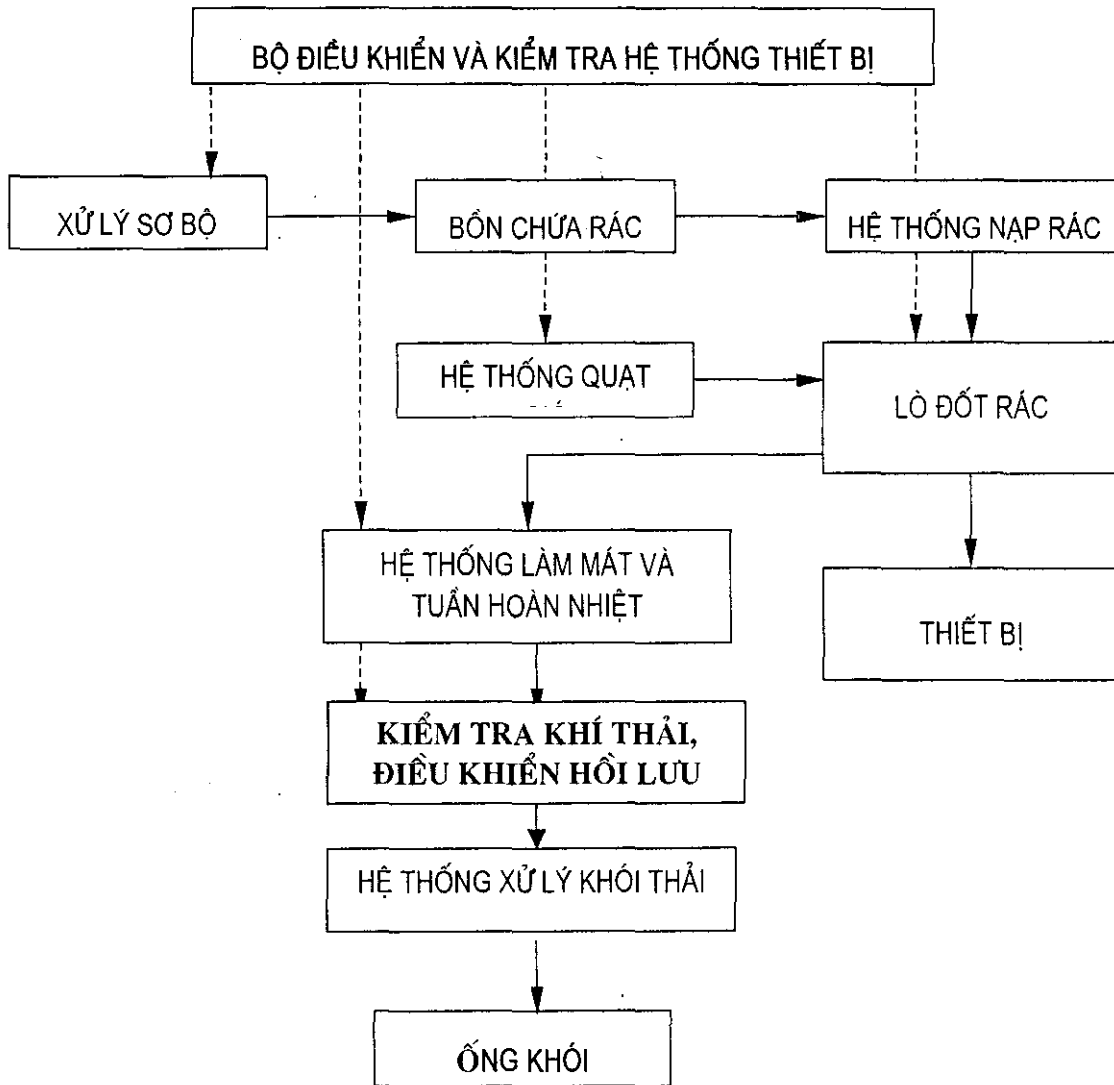 BỘ ĐIỀU KHIỂN VÀ KIỂM TRA HỆ THỐNG THIẾT BỊ
XỬ LÝ SƠ BỘ
BỒN CHỨA RÁC
HỆ THỐNG NẠP RÁC
HỆ THỐNG QUẠT
LÒ ĐỐT RÁC
HỆ THỐNG LÀM MÁT VÀ
TUẦN HOÀN NHIỆT
THIẾT BỊ
KIỂM TRA KHÍ THẢI,
ĐIỀU KHIỂN HỒI LƯU
HỆ THỐNG XỬ LÝ KHÓI THẢI
ỐNG KHÓI